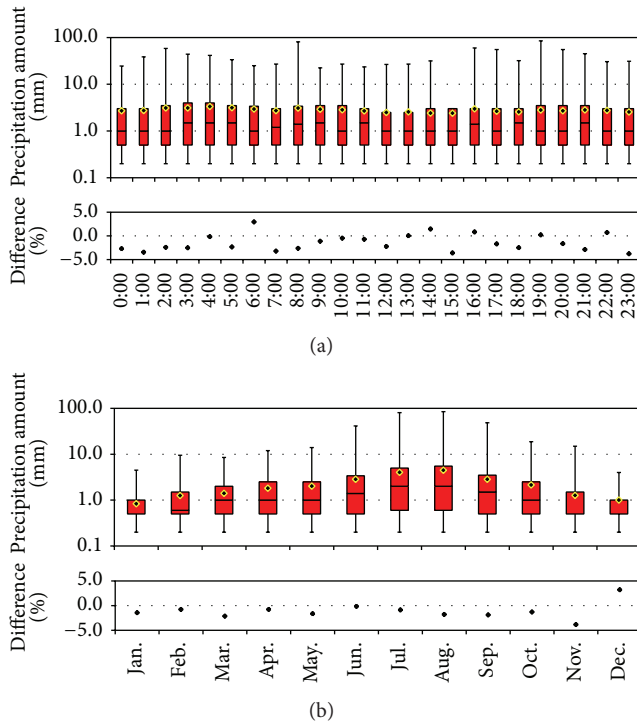 Precipitation amount
(mm)
100.0
10.0
1.0
0.1
Difference
(%)
5.0
0.0
−5.0
0:00
1:00
2:00
3:00
4:00
5:00
6:00
7:00
8:00
9:00
10:00
11:00
12:00
13:00
14:00
15:00
16:00
17:00
18:00
19:00
20:00
21:00
22:00
23:00
(a)
Precipitation amount
(mm)
100.0
10.0
1.0
0.1
Difference
(%)
5.0
0.0
−5.0
Jan.
Feb.
Mar.
Apr.
May.
Jun.
Jul.
Aug.
Sep.
Oct.
Nov.
Dec.
(b)